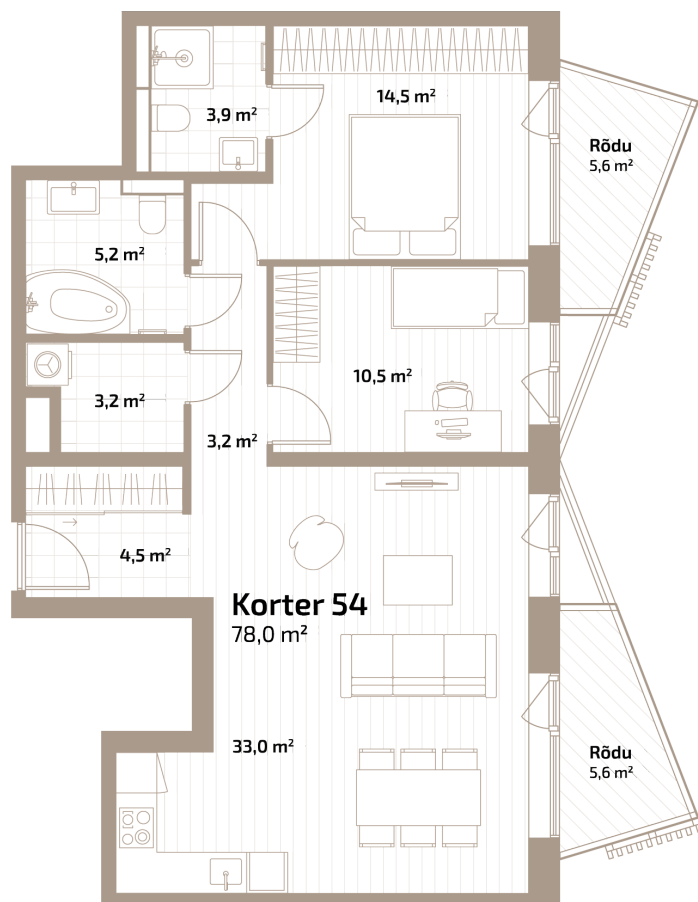 14,5 m²
3,9 m²
Rõdu
5,6 m²
5,2 m²
10,5 m²
3,2 m²
3,2 m²
4,5 m²
Korter 54
78,0 m²
33,0 m²
Rõdu
5,6 m²